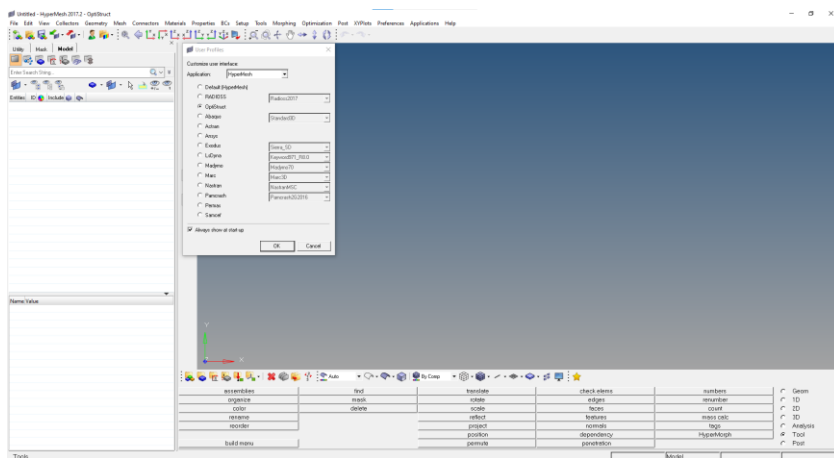 Untitled - HyperMesh 2017.2 - OptiStruct
File Edit View Collectors Geometry Mesh Connectors Materials Properties BCs Setup Tools Morphing Optimization Post XYPlots Preferences Applications Help
Utility Mask Model
Enter Search String...
Entities ID Include
Name Value
User Profiles
Customize user interface
Application: HyperMesh
Default (HyperMesh)
RADIOSS Radioss2017
OptiStruct
Abaqus Standard3D
Actran
Ansys
Exodus Sierra_SD
LsDyna Keyword971_R8.0
Madymo Madymo70
Marc Marc3D
Nastran NastranMSC
Pamcrash Pamcrash2G2016
Permas
Samcef
Always show at start up
OK Cancel
Y
X
Auto By Comp
assemblies find translate check elems numbers Geom
organize mask rotate edges renumber 1D
color delete scale faces count 2D
rename reflect features mass calc 3D
reorder project normals tags Analysis
position dependency HyperMorph Tool
build menu permute penetration Post
Tools Model